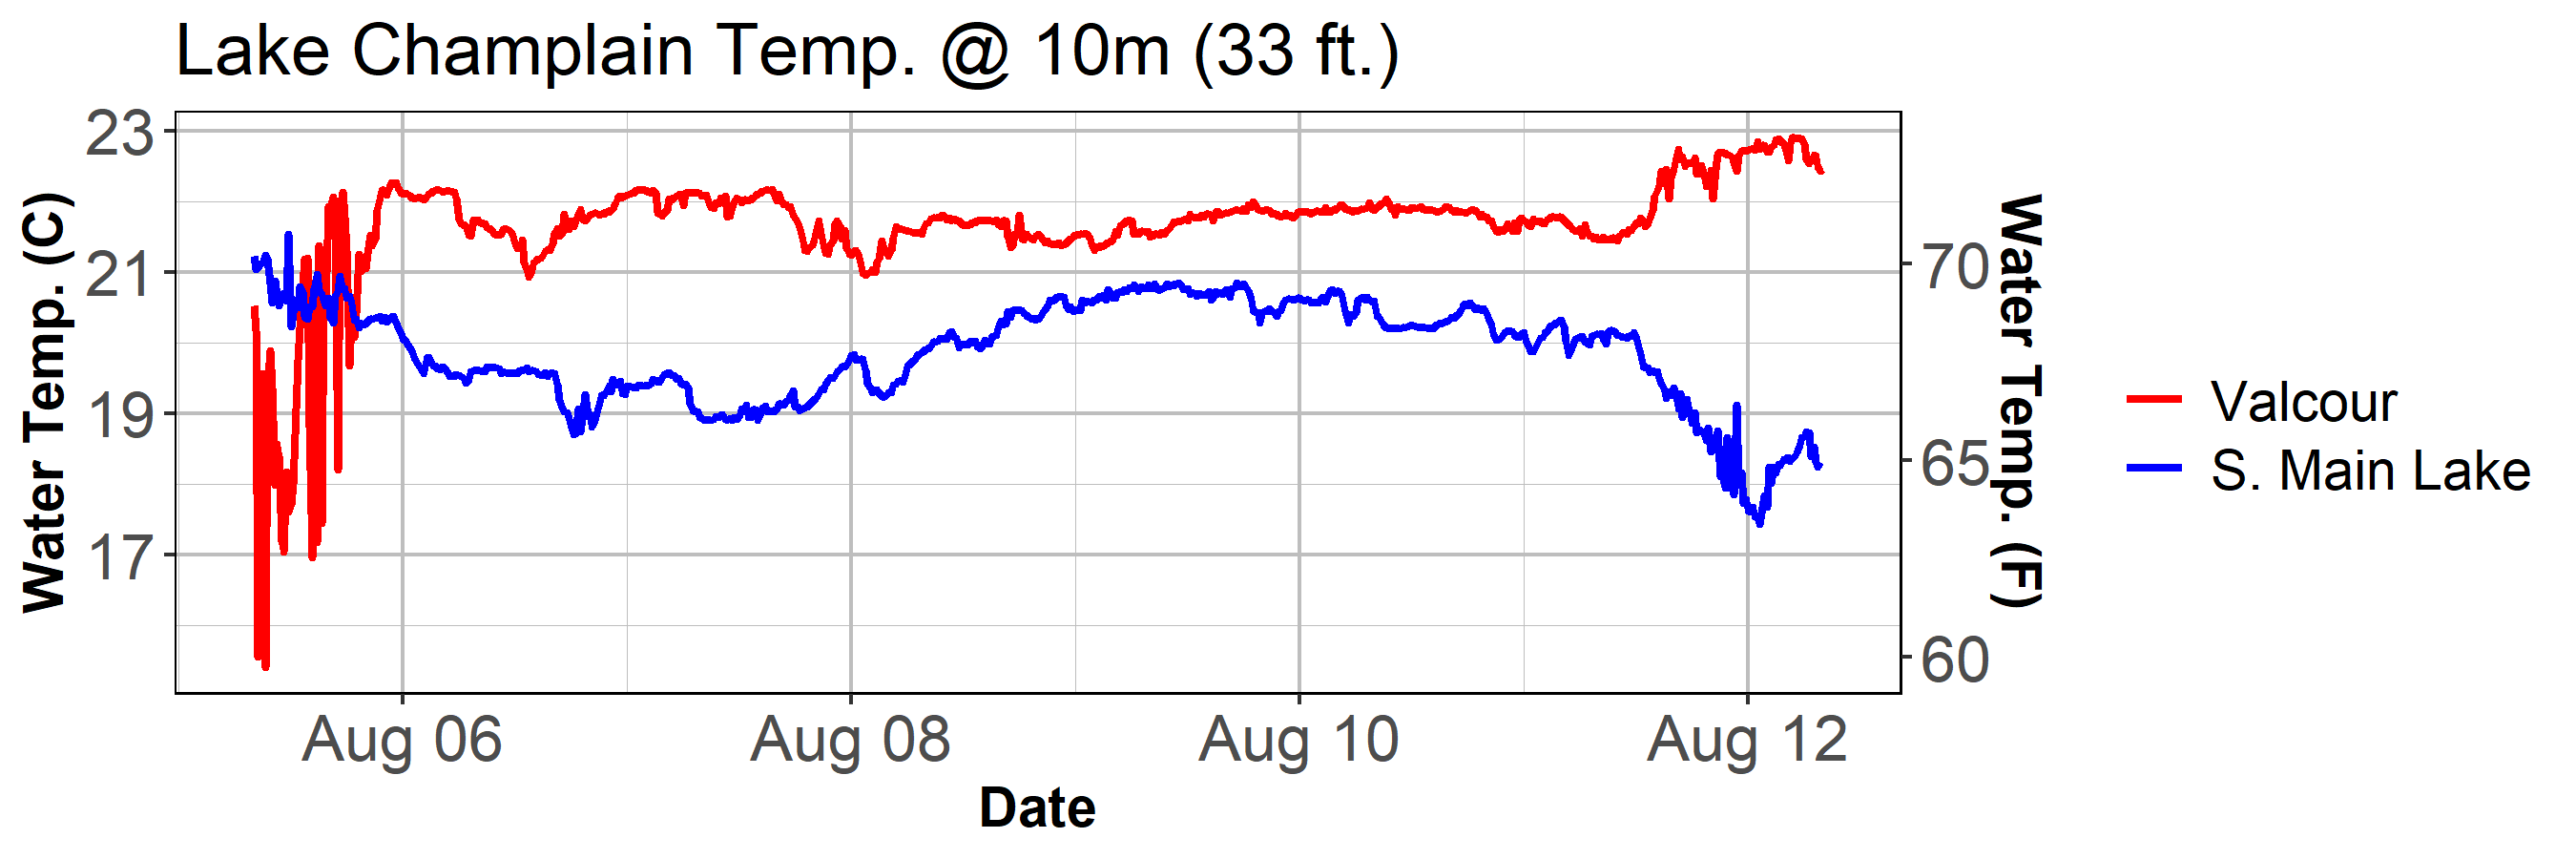 Lake Champlain Temp. @ 10m (33 ft.)
Water Temp. (C)
23
21
19
17
Water Temp. (F)
70
65
60
Aug 06
Aug 08
Aug 10
Aug 12
Date
Valcour
S. Main Lake